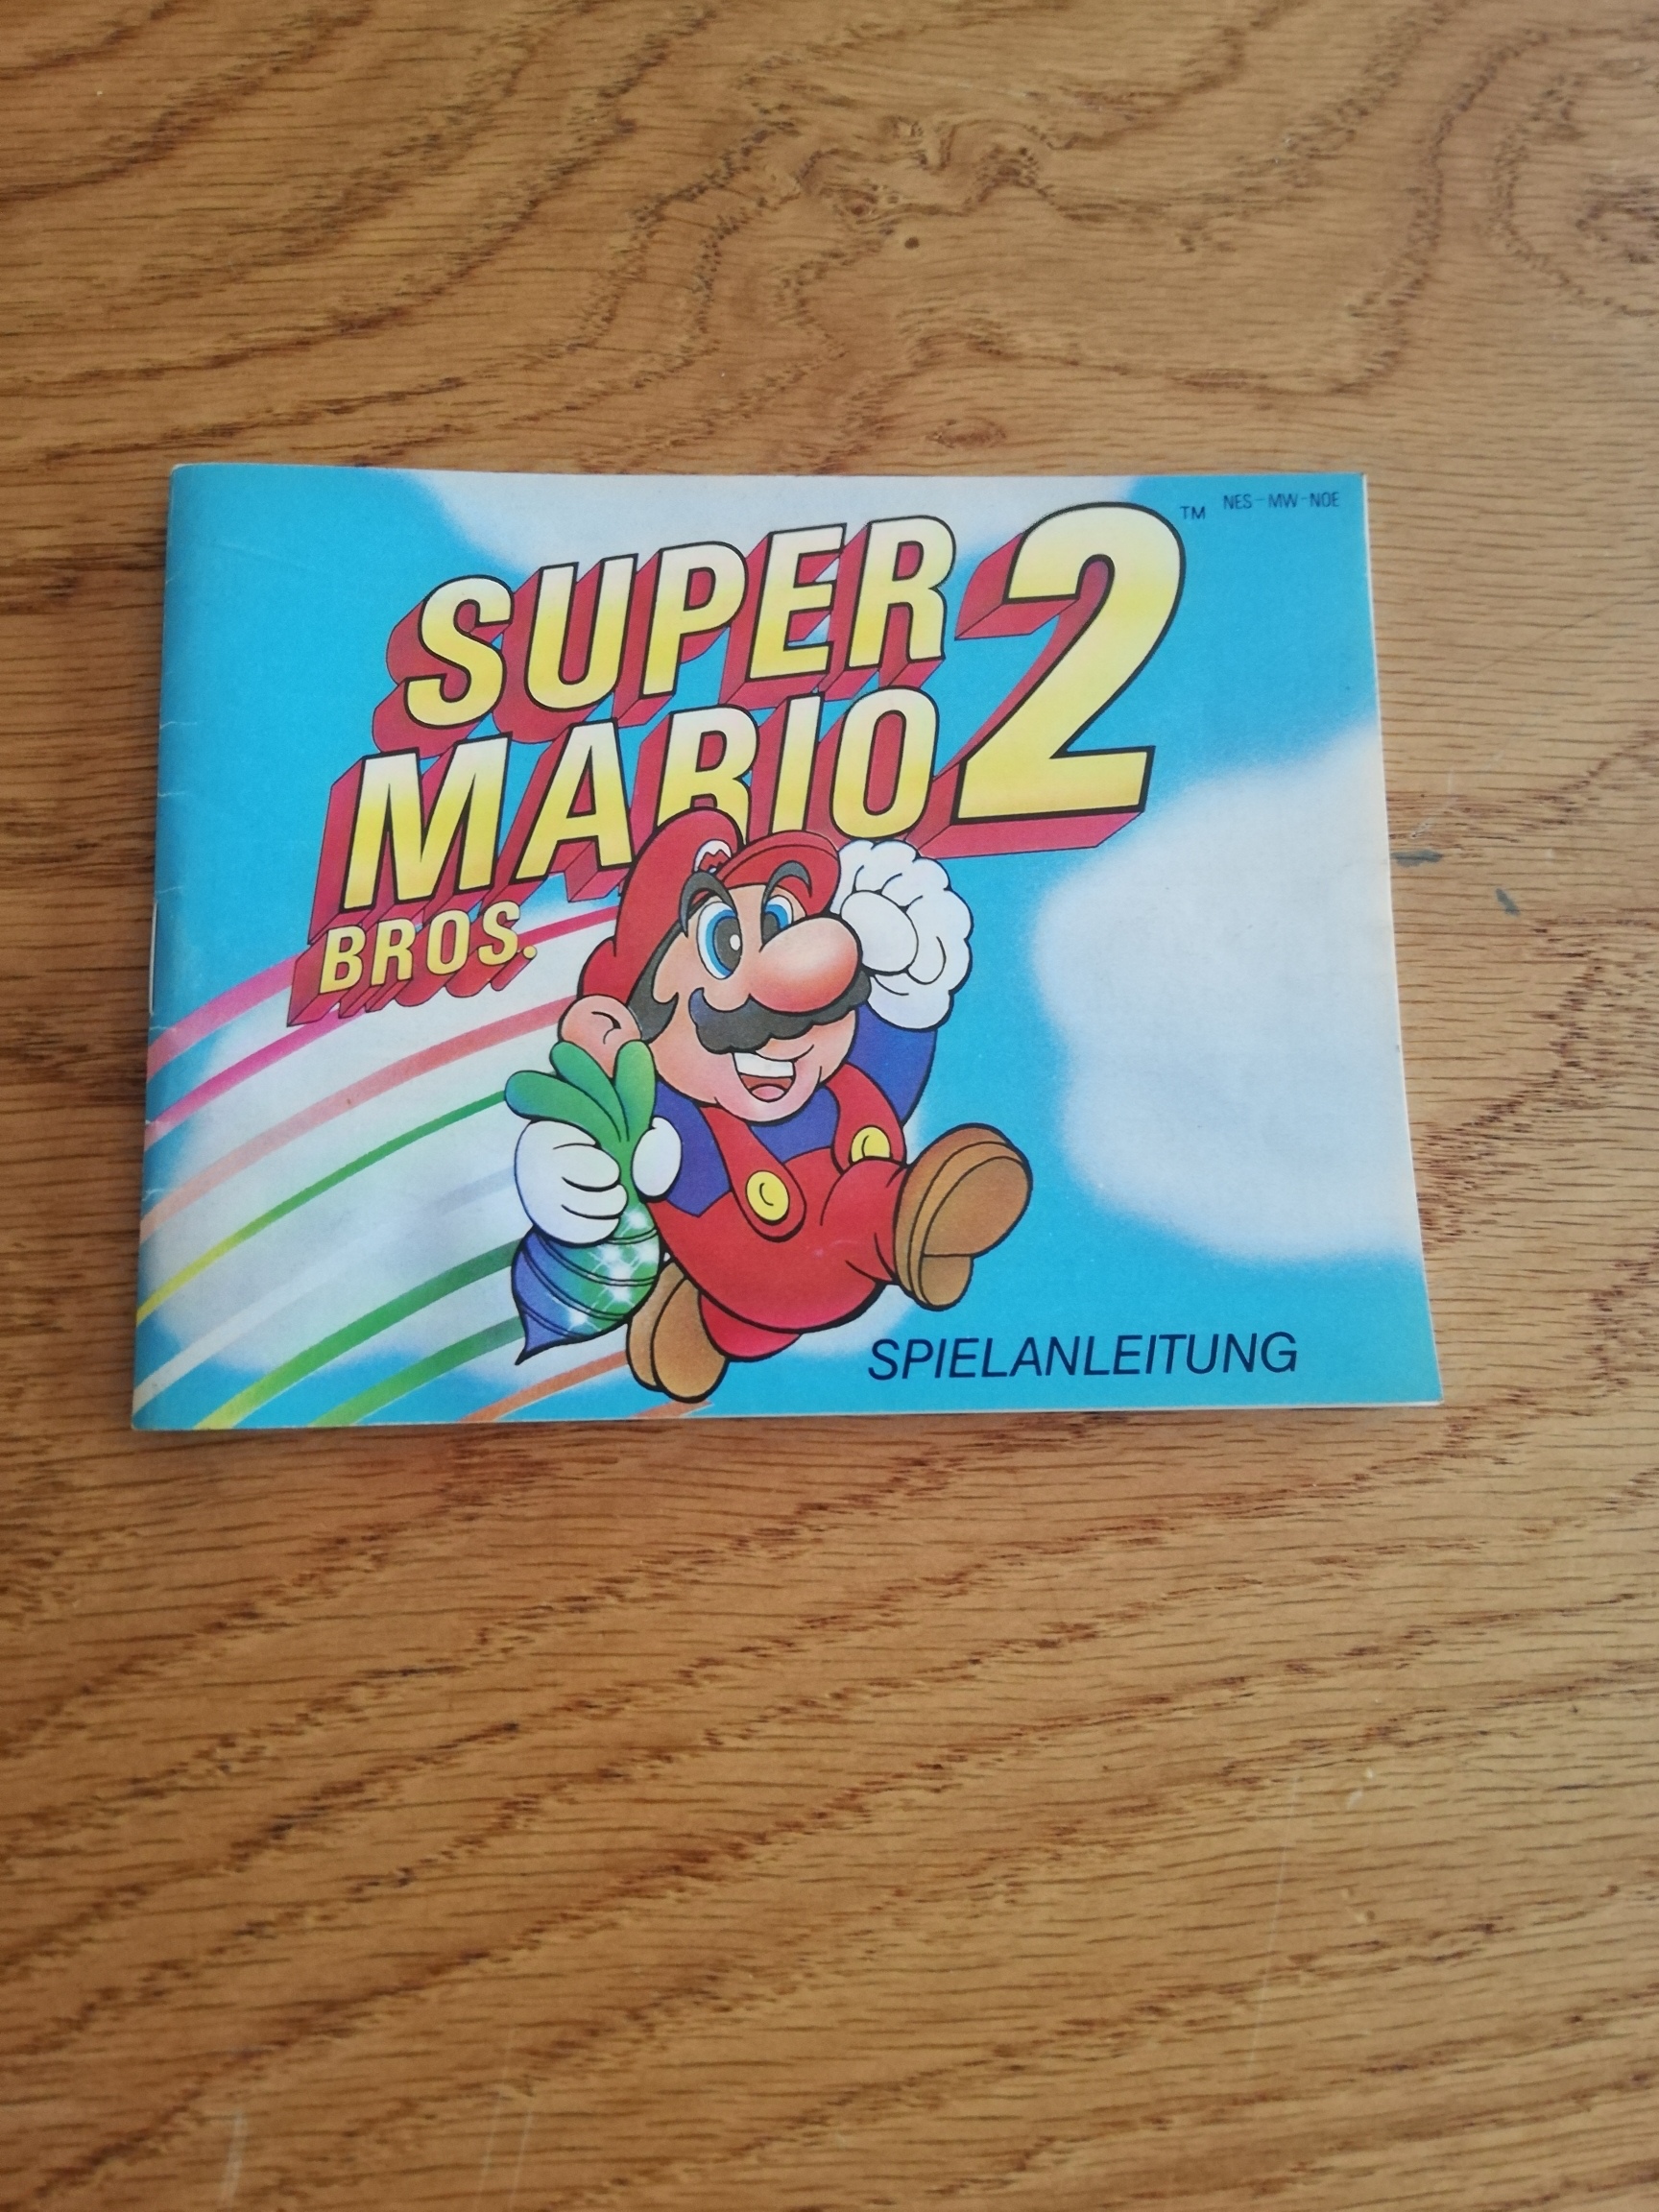 SUPER
MARIO
BROS.
2
™ NES-MW-NOE
SPIELANLEITUNG